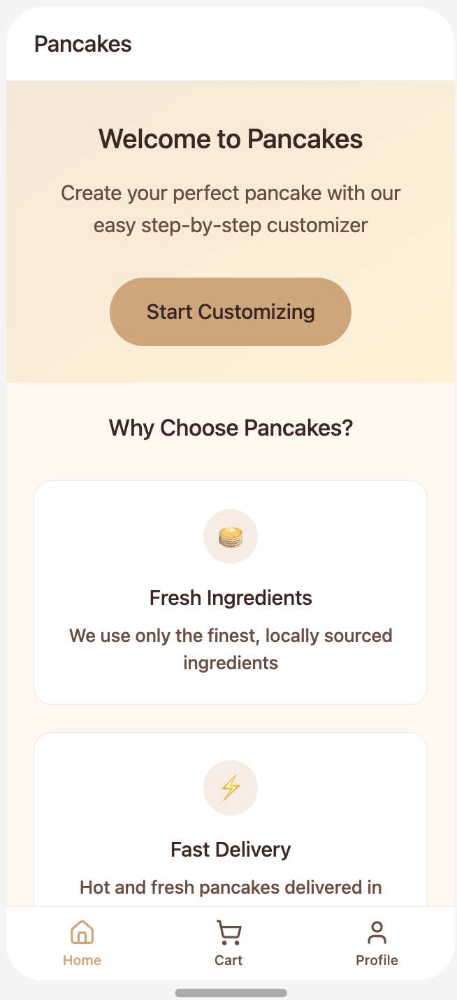 Pancakes
Welcome to Pancakes
Create your perfect pancake with our
easy step-by-step customizer
Start Customizing
Why Choose Pancakes?
Fresh Ingredients
We use only the finest, locally sourced
ingredients
Fast Delivery
Hot and fresh pancakes delivered in
Home
Cart
Profile